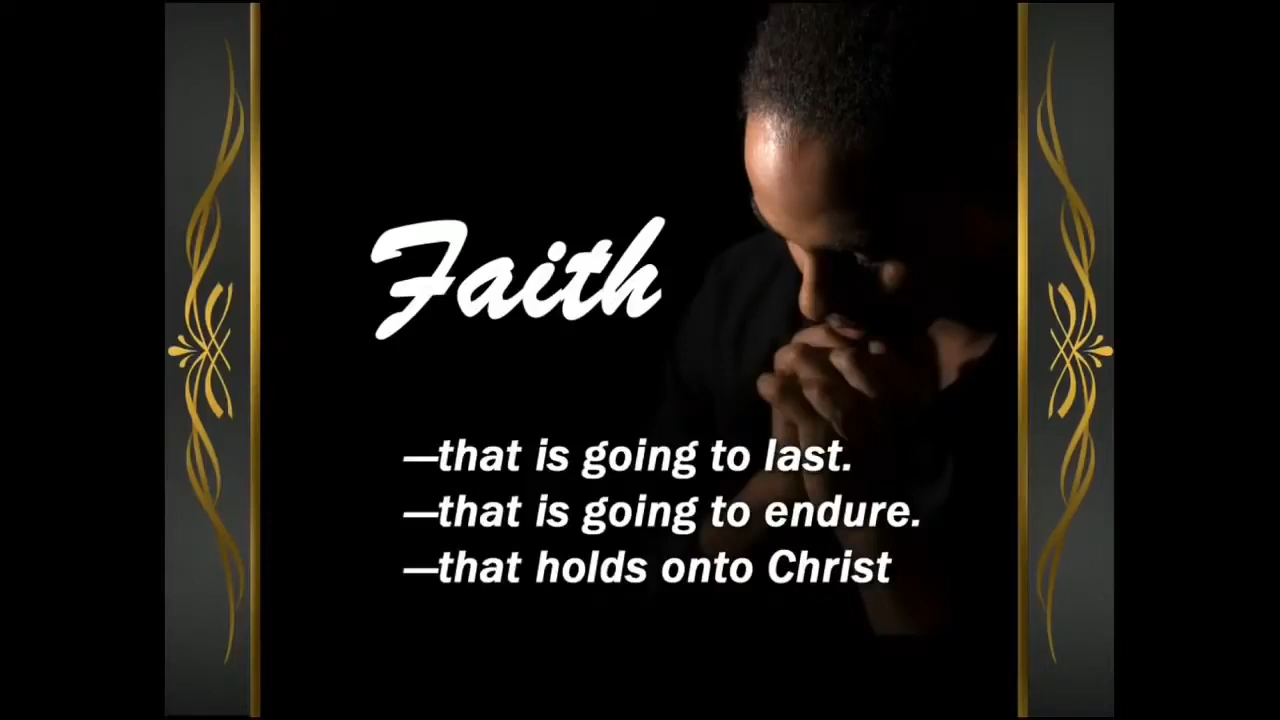 Faith
—that is going to last.
—that is going to endure.
—that holds onto Christ